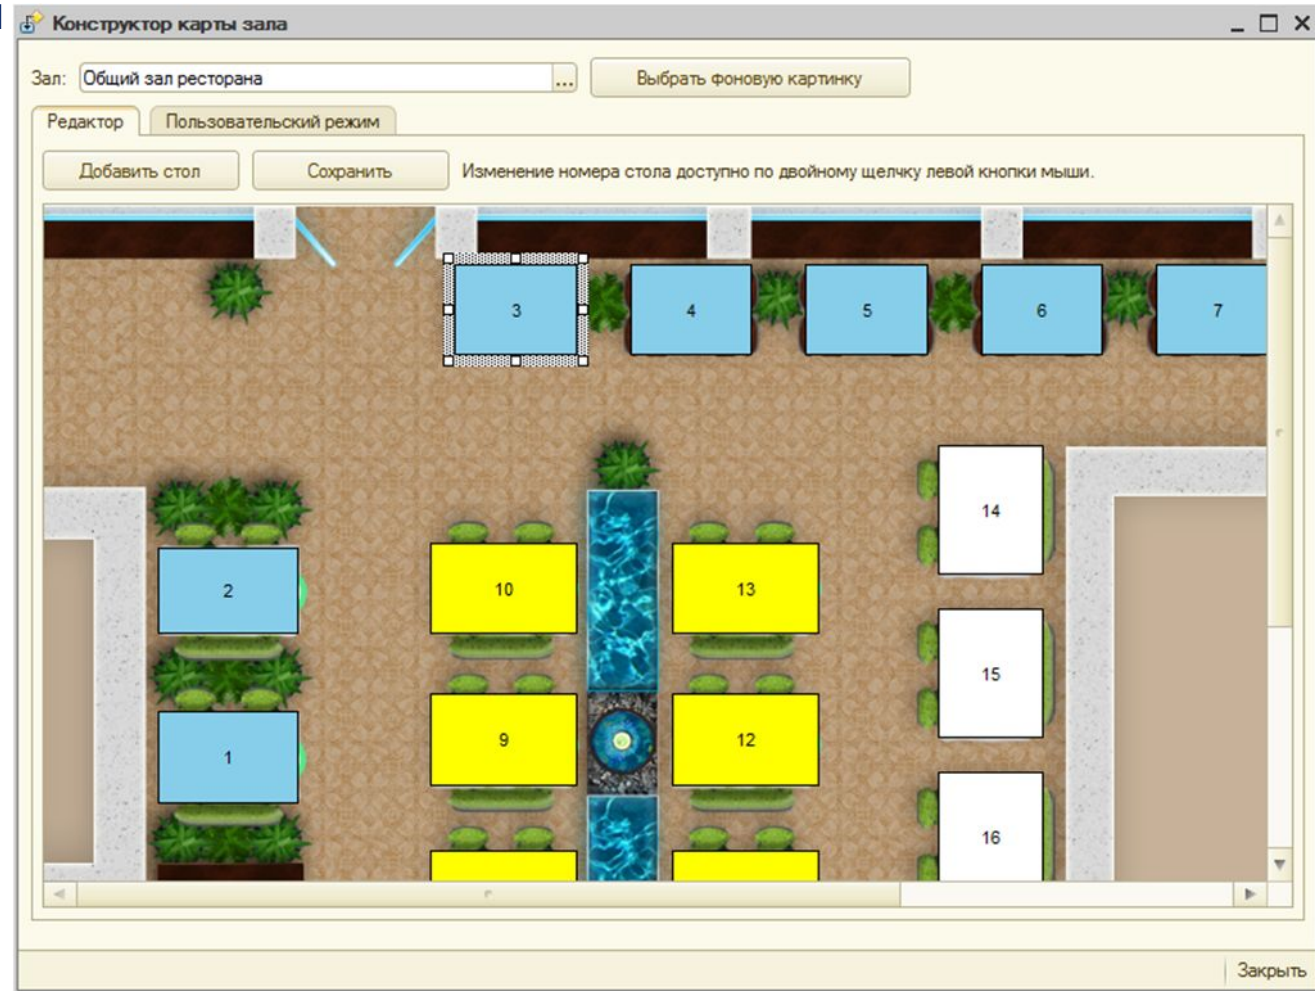 Конструктор карты зала
Зал: Общий зал ресторана ... Выбрать фоновую картинку
Редактор Пользовательский режим
Добавить стол Сохранить Изменение номера стола доступно по двойному щелчку левой кнопки мыши.
3 4 5 6 7
14
2 10 13
15
1 9 12
16
Закрыть